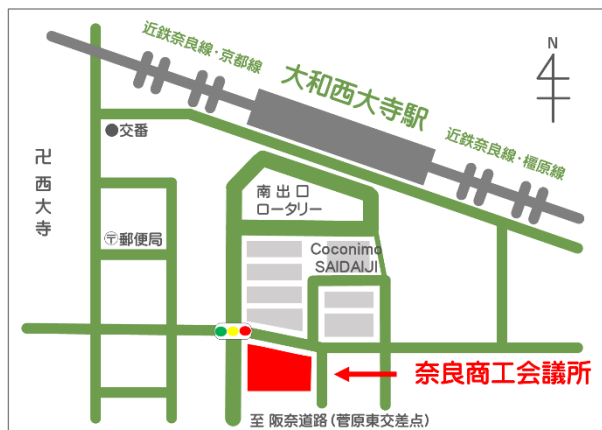 近鉄奈良線・京都線
N
大和西大寺駅
近鉄奈良線・橿原線
●交番
卍西大寺
南出口
ロータリー
〒郵便局
Coconimo
SAIDAIJI
奈良商工会議所
至 阪奈道路(菅原東交差点)